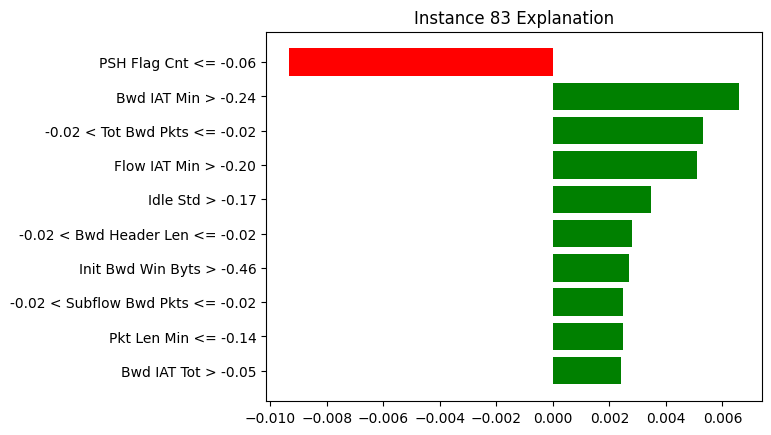 Instance 83 Explanation
PSH Flag Cnt <= -0.06
Bwd IAT Min > -0.24
-0.02 < Tot Bwd Pkts <= -0.02
Flow IAT Min > -0.20
Idle Std > -0.17
-0.02 < Bwd Header Len <= -0.02
Init Bwd Win Byts > -0.46
-0.02 < Subflow Bwd Pkts <= -0.02
Pkt Len Min <= -0.14
Bwd IAT Tot > -0.05
−0.010 −0.008 −0.006 −0.004 −0.002 0.000 0.002 0.004 0.006